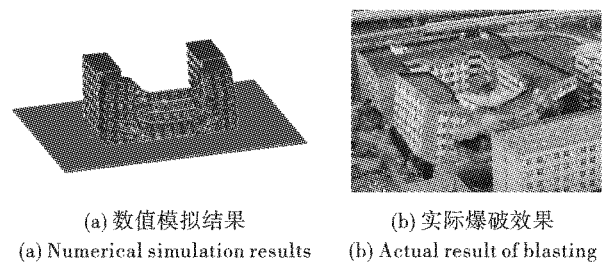 (a) 数值模拟结果
(b) 实际爆破效果
(a) Numerical simulation results
(b) Actual result of blasting